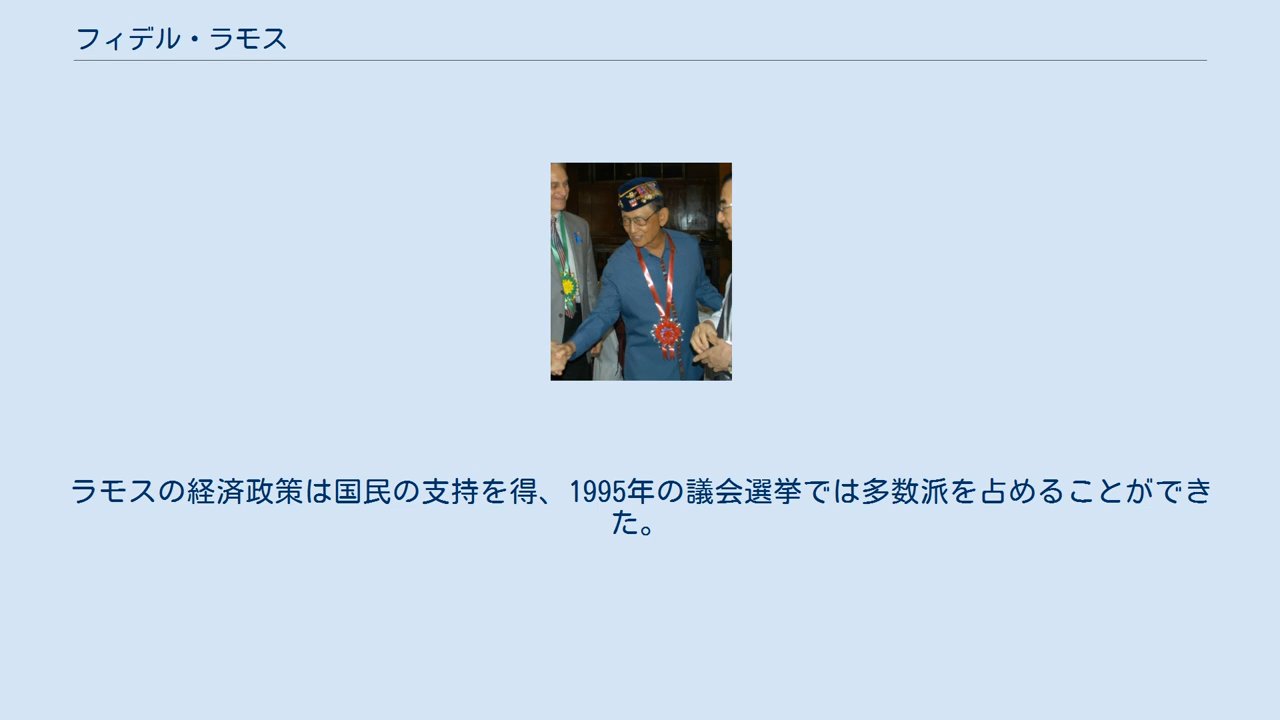 フィデル・ラモス
ラモスの経済政策は国民の支持を得、1995年の議会選挙では多数派を占めることができ
た。